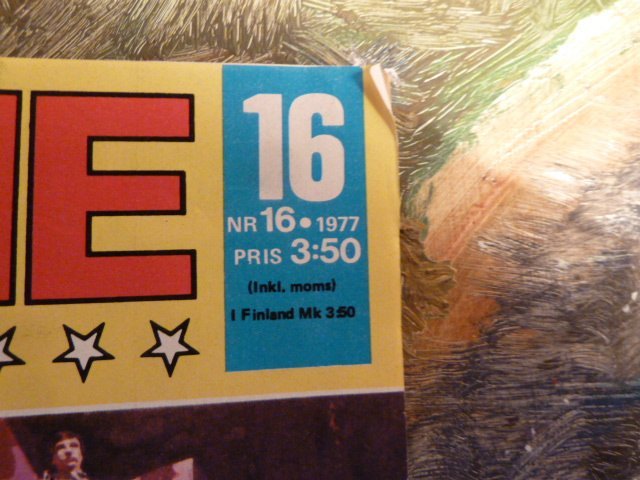 E
16
NR 16 • 1977
PRIS 3:50
(Inkl. moms)
I Finland Mk 3:50